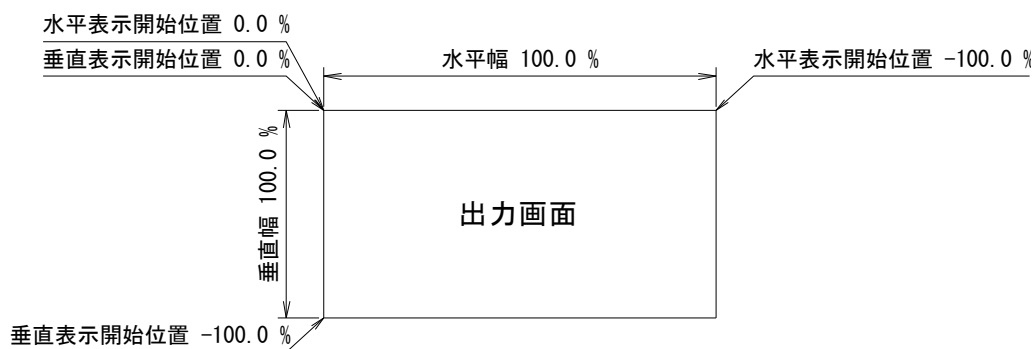 水平表示開始位置 0.0 %
垂直表示開始位置 0.0 %
水平幅 100.0 %
水平表示開始位置 -100.0 %
垂直幅 100.0 %
出力画面
垂直表示開始位置 -100.0 %